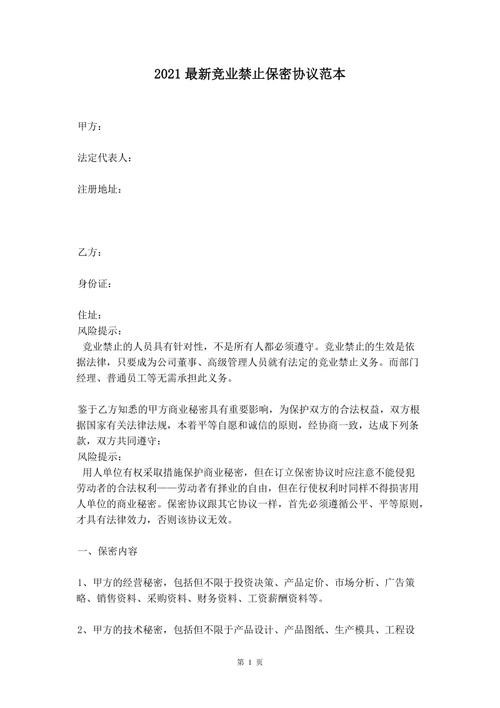 2021 最新竞业禁止保密协议范本
甲方：
法定代表人：
注册地址：
乙方：
身份证：
住址：
风险提示：
竞业禁止的人员具有针对性，不是所有人都必须遵守。竞业禁止的生效是依
据法律，只要成为公司董事、高级管理人员就有法定的竞业禁止义务。而部门
经理、普通员工等无需承担此义务。
鉴于乙方知悉的甲方商业秘密具有重要影响，为保护双方的合法权益，双方根
据国家有关法律法规，本着平等自愿和诚信的原则，经协商一致，达成下列条
款，双方共同遵守；
风险提示：
用人单位有权采取措施保护商业秘密，但在订立保密协议时应注意不能侵犯
劳动者的合法权利——劳动者有择业的自由，但在行使权利时同样不得损害用
人单位的商业秘密。保密协议跟其它协议一样，首先必须遵循公平、平等原则，
才具有法律效力，否则该协议无效。
一、保密内容
1、甲方的经营秘密，包括但不限于投资决策、产品定价、市场分析、广告策
略、销售资料、采购资料、财务资料、工资薪酬资料等。
2、甲方的技术秘密，包括但不限于产品设计、产品图纸、生产模具、工程设
第 1 页